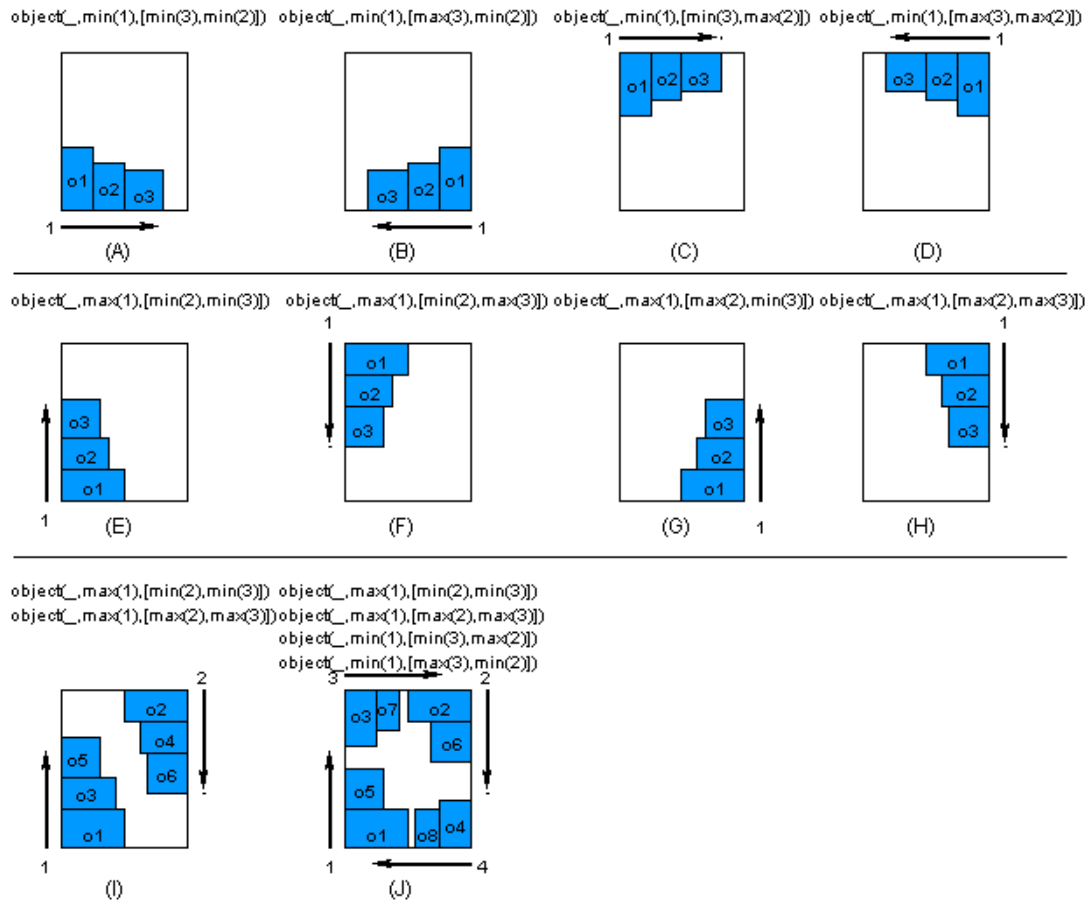 object(_,min(1),[min(3),min(2)]) object(_,min(1),[max(3),min(2)]) object(_,min(1),[min(3),max(2)]) object(_,min(1),[max(3),max(2)])
1 1
o1 o2 o3 o3 o2 o1
o1 o2 o3 o3 o2 o1
1 1
(A) (B) (C) (D)
object(_,max(1),[min(2),min(3)]) object(_,max(1),[min(2),max(3)]) object(_,max(1),[max(2),min(3)]) object(_,max(1),[max(2),max(3)])
1 1
o1 o1
o2 o2
o3 o3 o3 o3
o2 o2
o1 o1
1 1
(E) (F) (G) (H)
object(_,max(1),[min(2),min(3)]) object(_,max(1),[min(2),min(3)])
object(_,max(1),[max(2),max(3)]) object(_,max(1),[max(2),max(3)])
object(_,min(1),[min(3),max(2)])
object(_,min(1),[max(3),min(2)])
2 3 2
o2 o3 o7 o2
o4 o6
o5 o6 o5
o3
o1 o1 o8 o4
1 1 4
(I) (J)